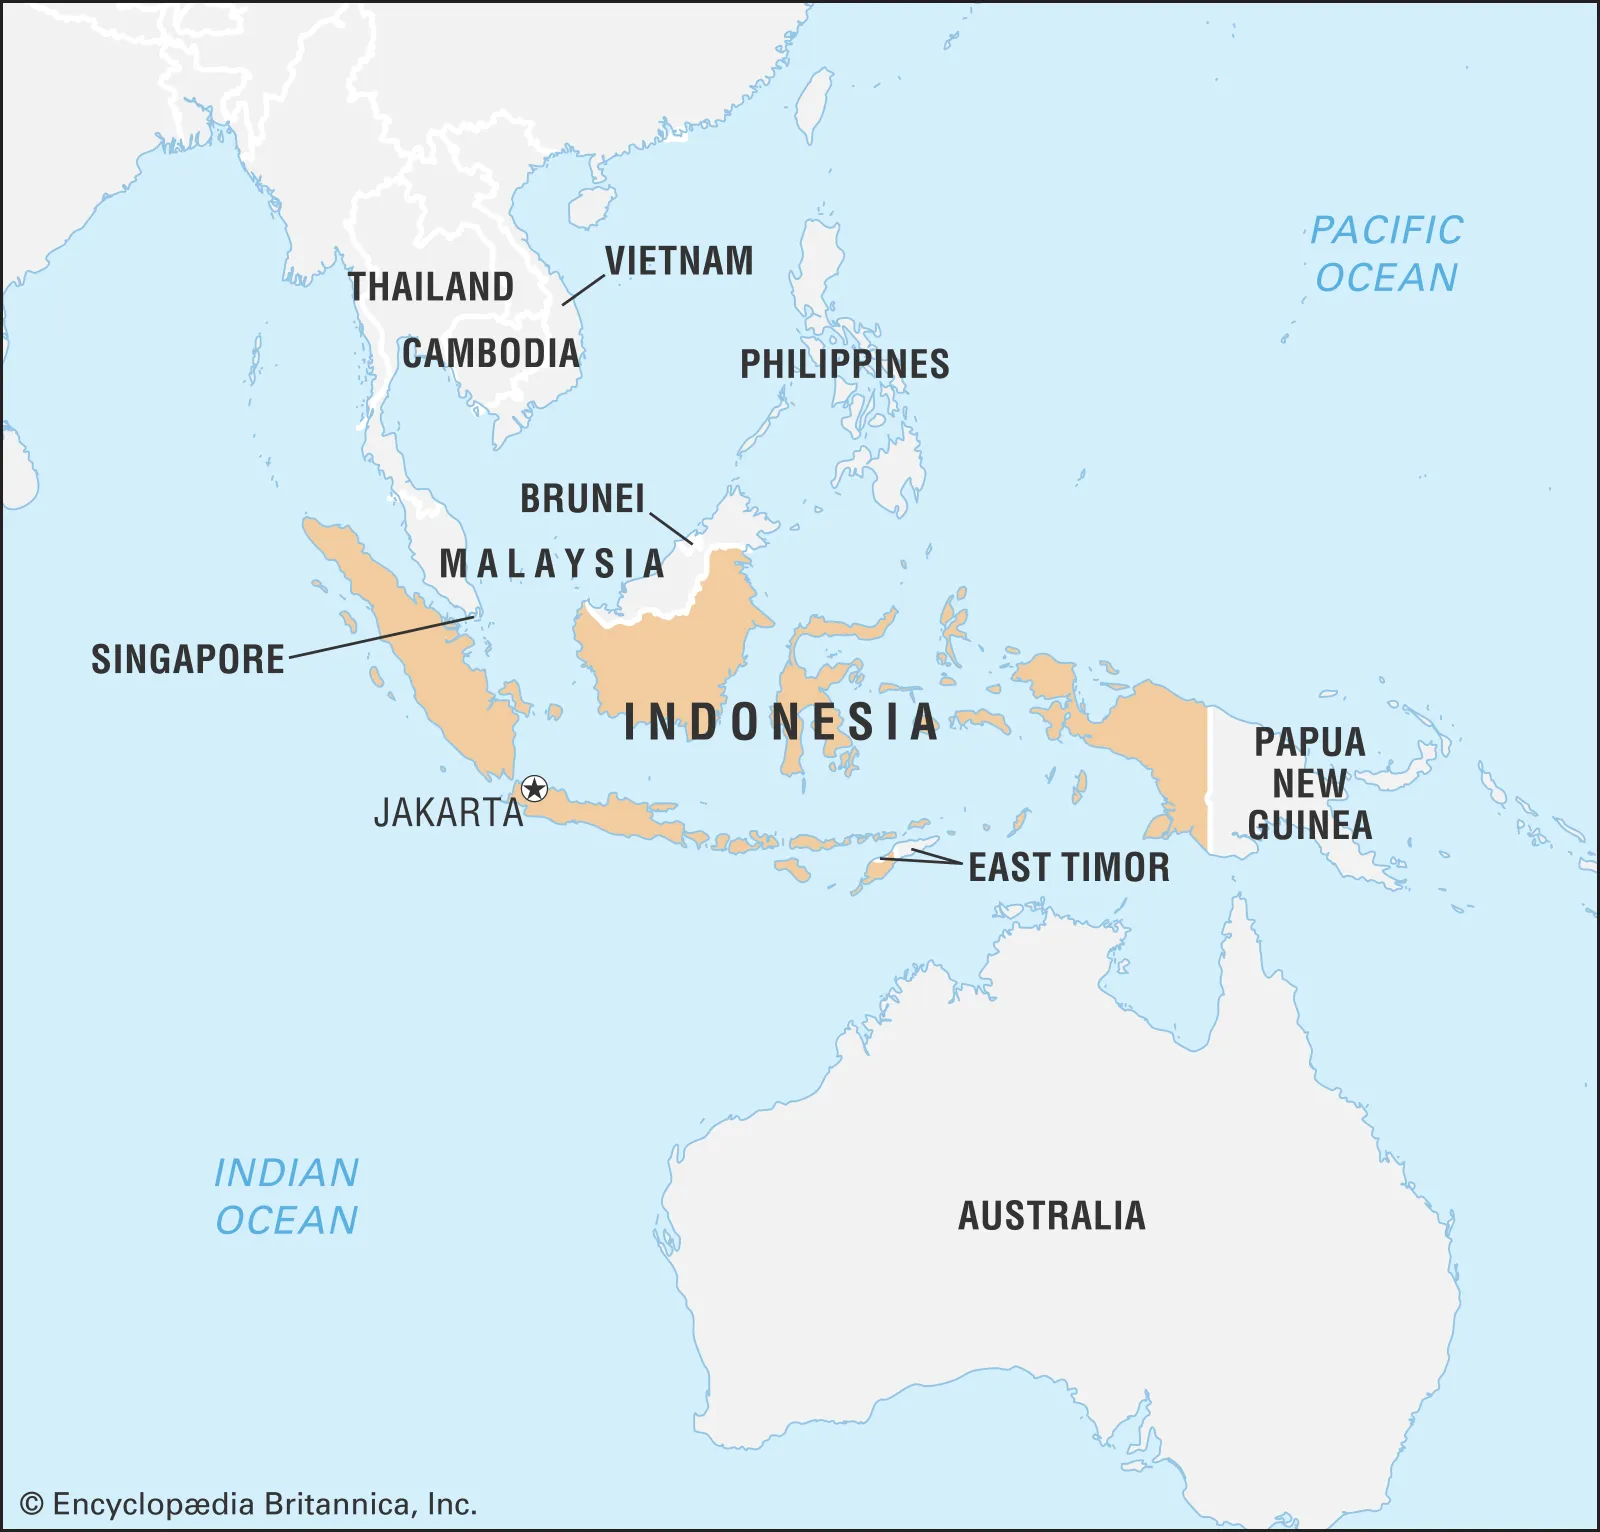 PACIFIC
OCEAN
VIETNAM
THAILAND
CAMBODIA
PHILIPPINES
BRUNEI
MALAYSIA
SINGAPORE
INDONESIA
PAPUA
NEW
GUINEA
JAKARTA
EAST TIMOR
INDIAN
OCEAN
AUSTRALIA
© Encyclopædia Britannica, Inc.